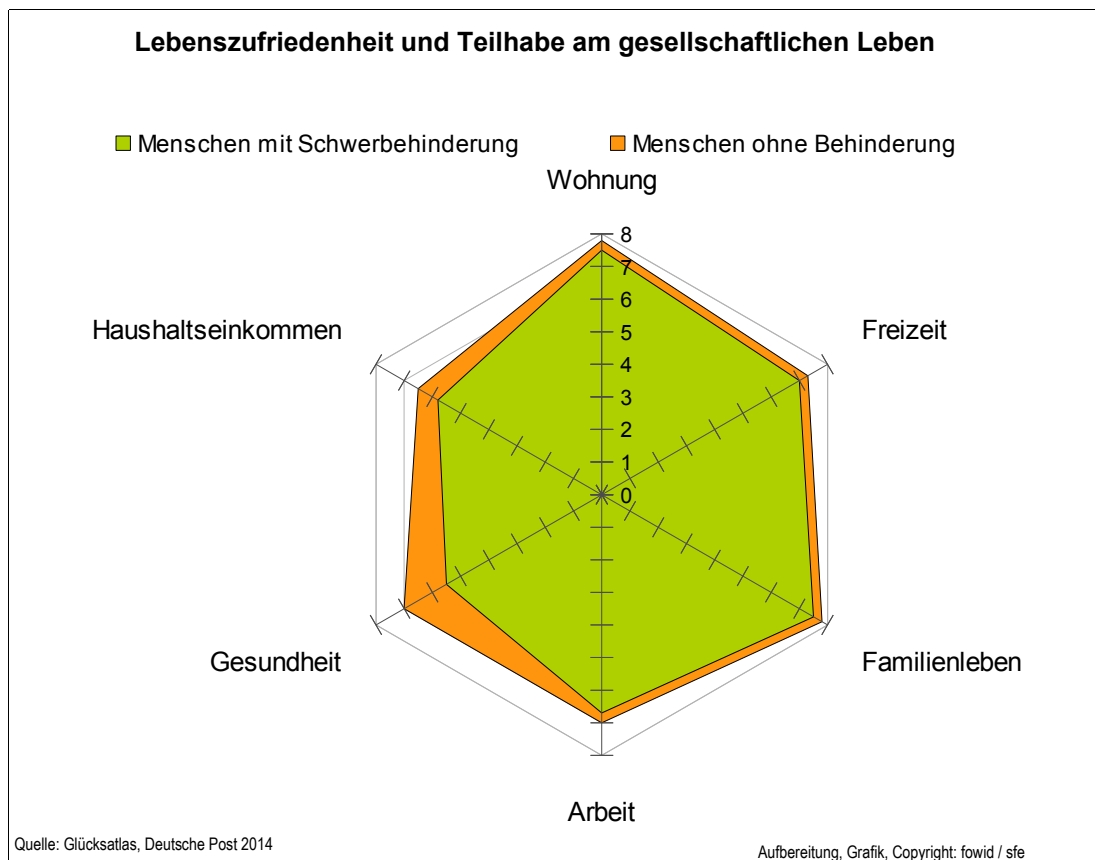 Lebenszufriedenheit und Teilhabe am gesellschaftlichen Leben
Menschen mit Schwerbehinderung
Menschen ohne Behinderung
Wohnung
8
7
6
5
4
3
2
1
0
Haushaltseinkommen
Freizeit
Gesundheit
Familienleben
Arbeit
Quelle: Glücksatlas, Deutsche Post 2014
Aufbereitung, Grafik, Copyright: fowid / sfe